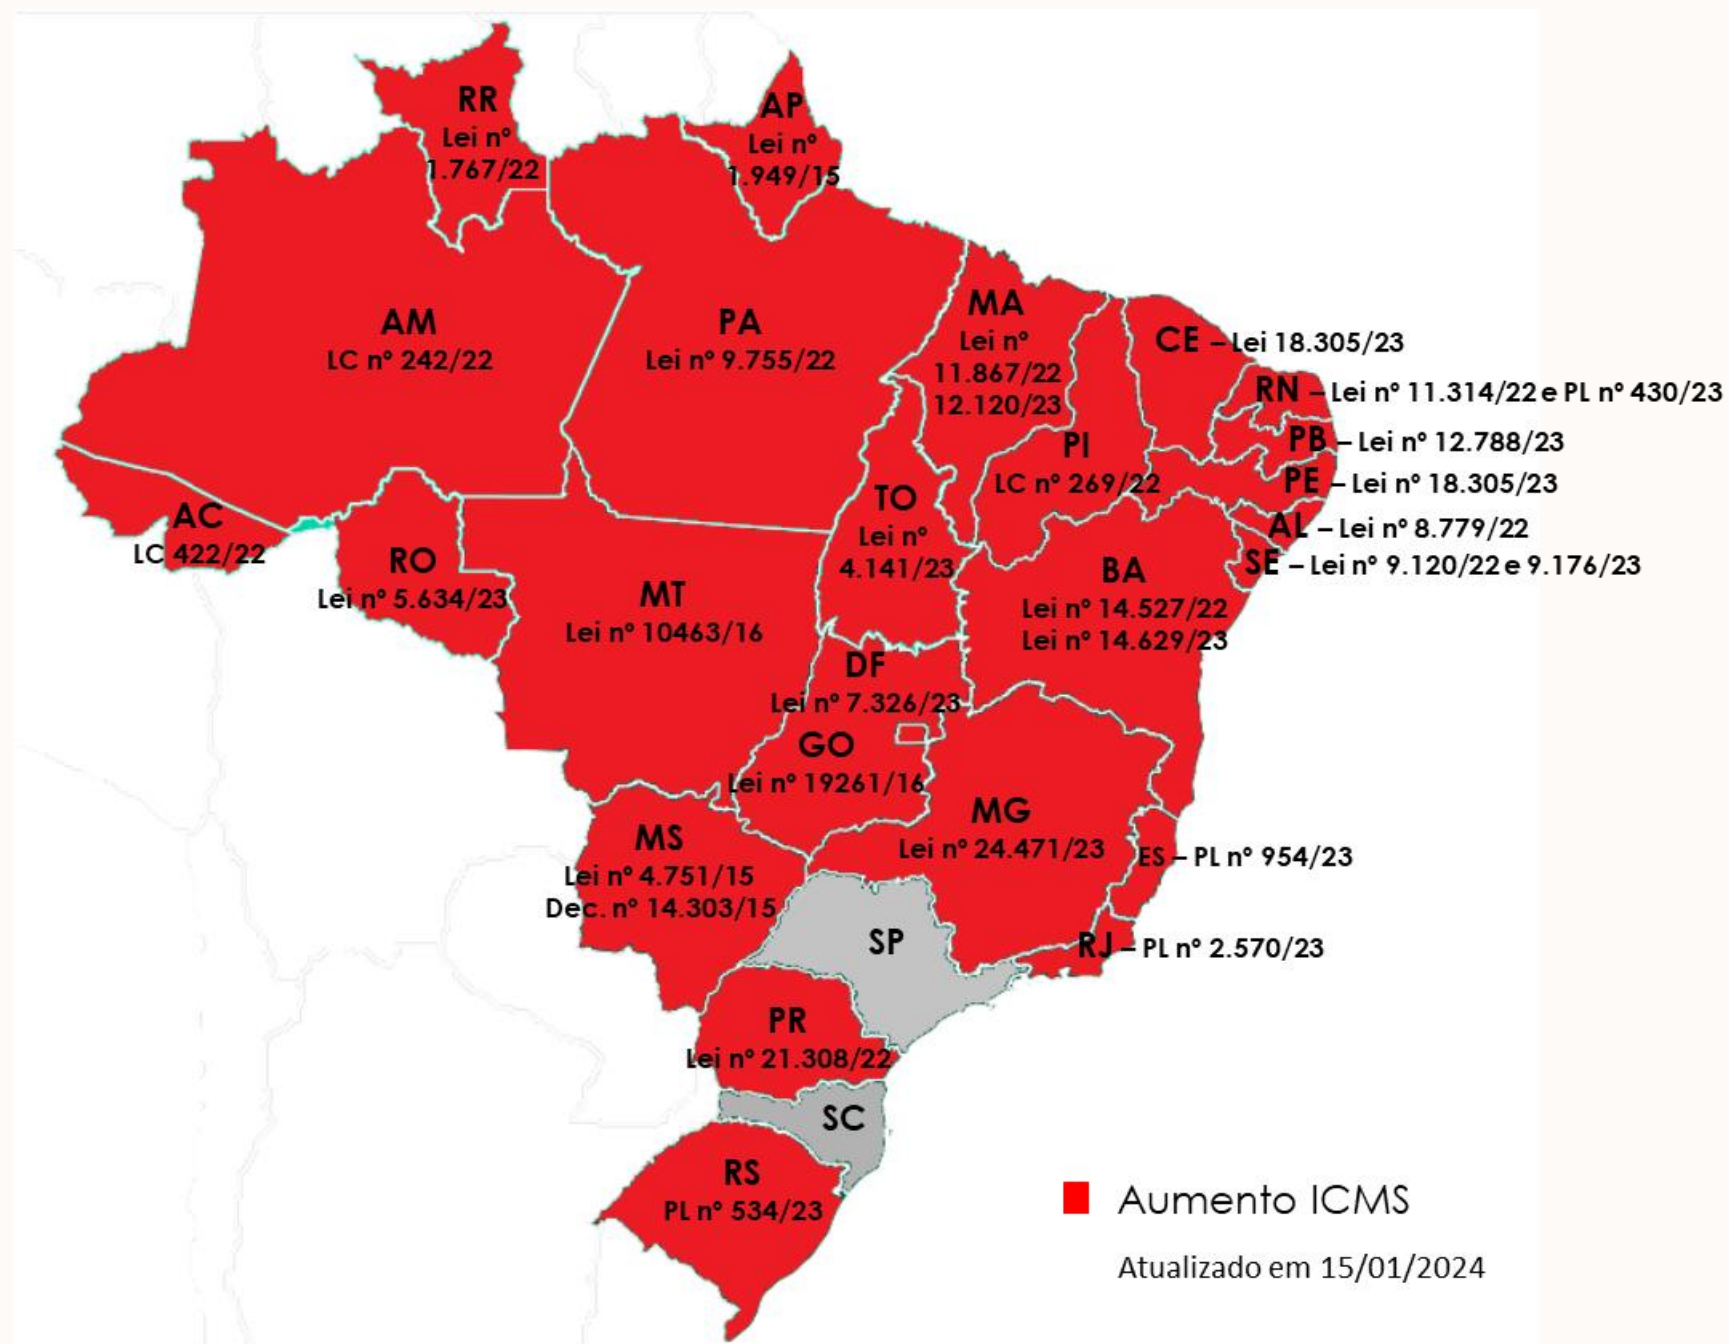 RR
Lei nº
1.767/22
AP
Lei nº
1.949/15
AM
LC nº 242/22
PA
Lei nº 9.755/22
MA
Lei nº
11.867/22
12.120/23
CE – Lei 18.305/23
RN – Lei nº 11.314/22 e PL nº 430/23
PB – Lei nº 12.788/23
PI
LC nº 269/22
PE – Lei nº 18.305/23
TO
Lei nº
4.141/23
AL – Lei nº 8.779/22
SE – Lei nº 9.120/22 e 9.176/23
AC
LC 422/22
RO
Lei nº 5.634/23
MT
Lei nº 10463/16
BA
Lei nº 14.527/22
Lei nº 14.629/23
DF
Lei nº 7.326/23
GO
Lei nº 19261/16
MG
Lei nº 24.471/23
MS
Lei nº 4.751/15
Dec. nº 14.303/15
ES – PL nº 954/23
SP
RJ – PL nº 2.570/23
PR
Lei nº 21.308/22
SC
RS
PL nº 534/23
Aumento ICMS
Atualizado em 15/01/2024